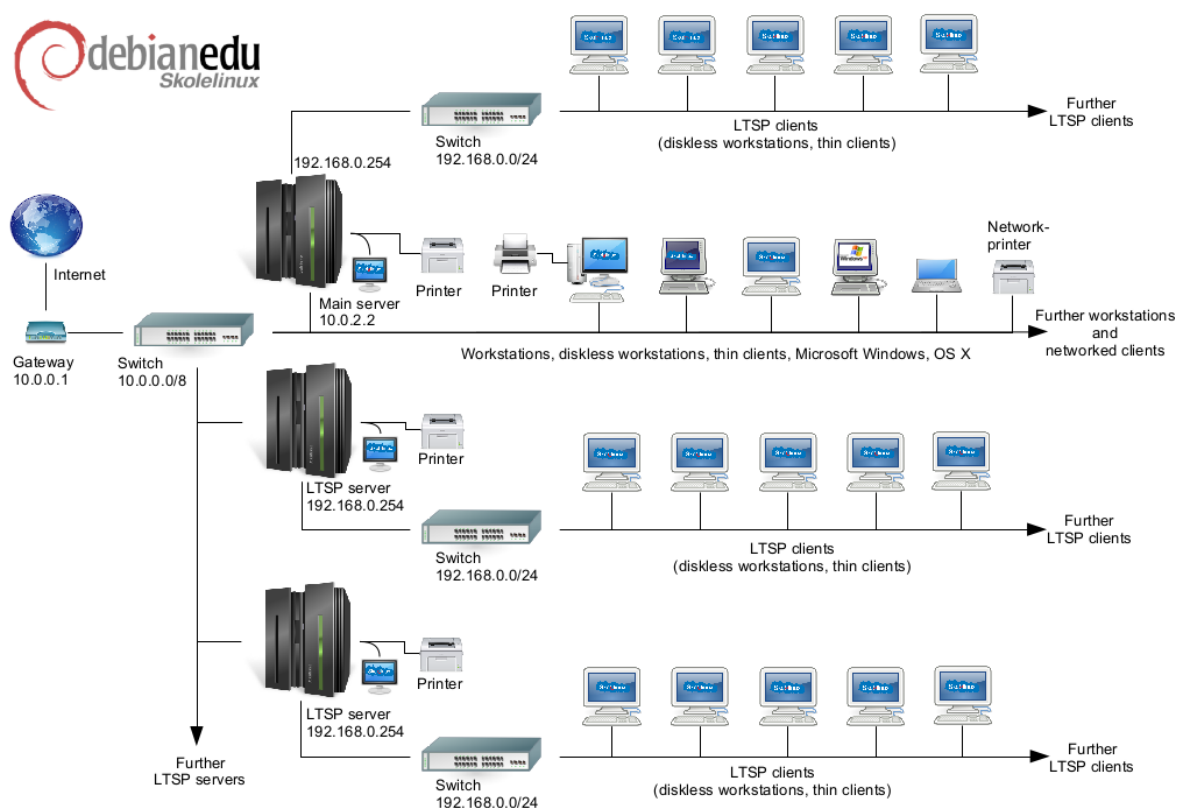 debianedu
Skolelinux
Further
LTSP clients
LTSP clients
(diskless workstations, thin clients)
Switch
192.168.0.0/24
192.168.0.254
Internet
Printer
Printer
Network-
printer
Main server
10.0.2.2
Further workstations
and
networked clients
Gateway
10.0.0.1
Switch
10.0.0.0/8
Workstations, diskless workstations, thin clients, Microsoft Windows, OS X
Windows
Printer
LTSP server
192.168.0.254
Further
LTSP clients
Switch
192.168.0.0/24
LTSP clients
(diskless workstations, thin clients)
Printer
LTSP server
192.168.0.254
Further
LTSP servers
Switch
192.168.0.0/24
LTSP clients
(diskless workstations, thin clients)
Further
LTSP clients